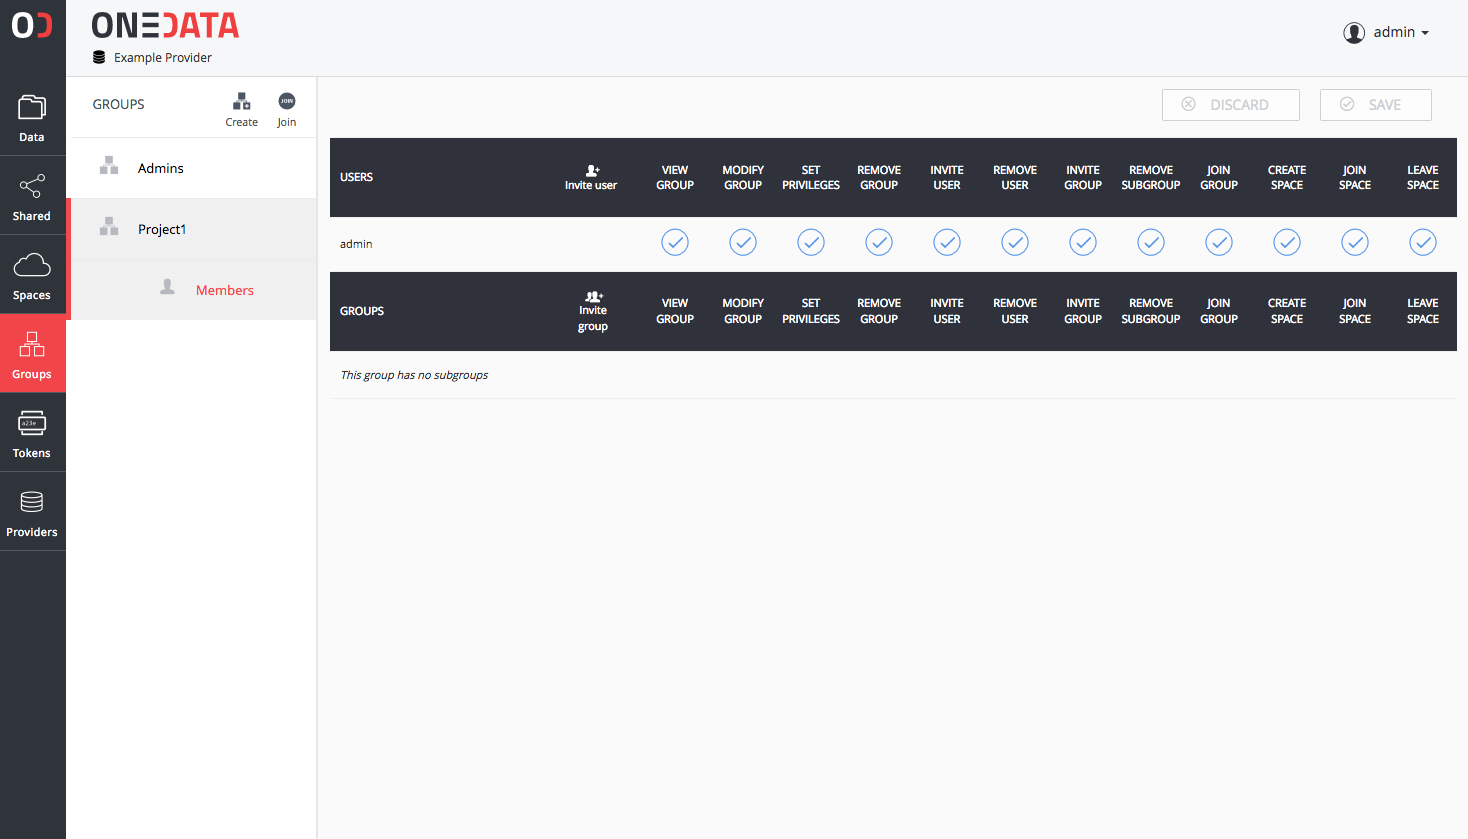 ONEDATA
Example Provider
admin
Data
Shared
Spaces
Groups
a23e
Tokens
Providers
GROUPS
Create
JOIN
Join
Admins
Project1
Members
DISCARD
SAVE
USERS
Invite user
VIEW GROUP
MODIFY GROUP
SET PRIVILEGES
REMOVE GROUP
INVITE USER
REMOVE USER
INVITE GROUP
REMOVE SUBGROUP
JOIN GROUP
CREATE SPACE
JOIN SPACE
LEAVE SPACE
admin
GROUPS
Invite group
VIEW GROUP
MODIFY GROUP
SET PRIVILEGES
REMOVE GROUP
INVITE USER
REMOVE USER
INVITE GROUP
REMOVE SUBGROUP
JOIN GROUP
CREATE SPACE
JOIN SPACE
LEAVE SPACE
This group has no subgroups